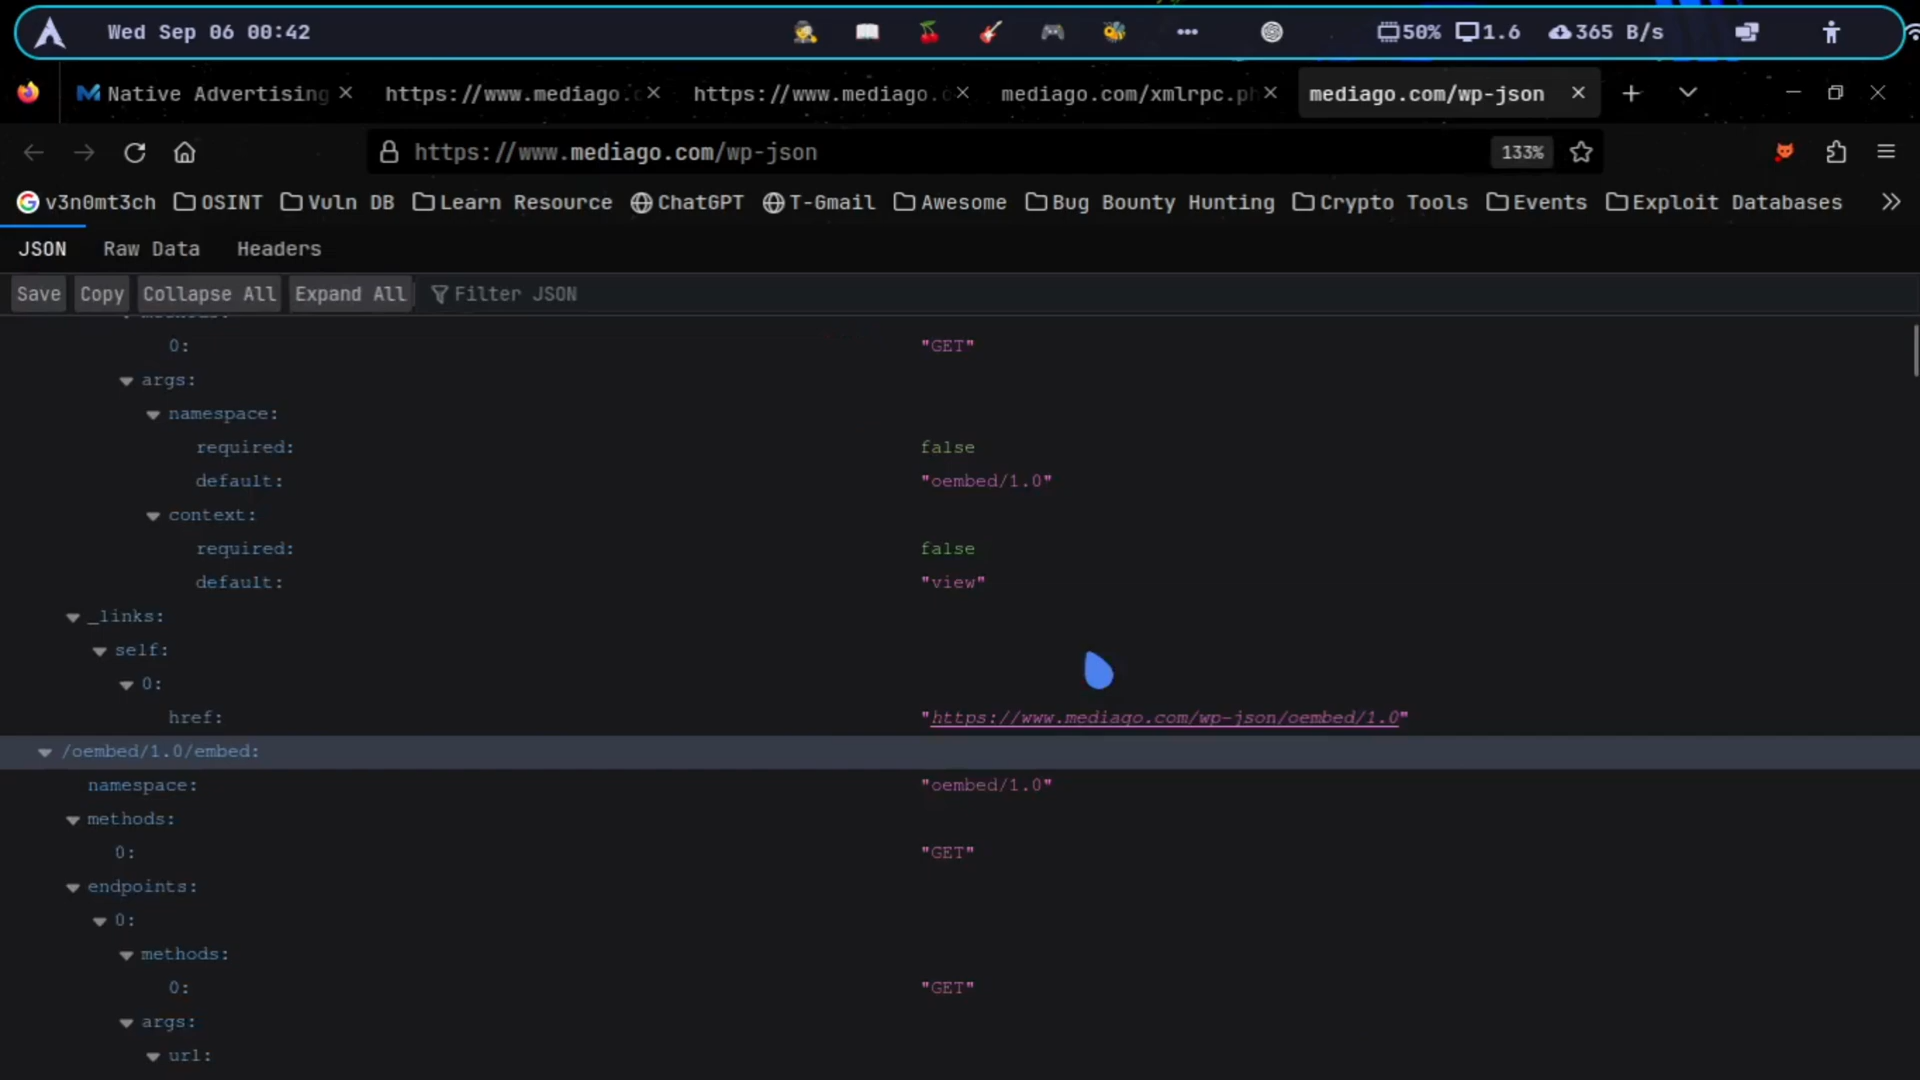 Wed Sep 06 00:42 50% 1.6 365 B/s
Native Advertising https://www.mediago. https://www.mediago. mediago.com/xmlrpc.ph mediago.com/wp-json
https://www.mediago.com/wp-json 133%
v3n0mt3ch OSINT Vuln DB Learn Resource ChatGPT T-Gmail Awesome Bug Bounty Hunting Crypto Tools Events Exploit Databases
JSON Raw Data Headers
Save Copy Collapse All Expand All Filter JSON
0: "GET"
args:
namespace:
required: false
default: "oembed/1.0"
context:
required: false
default: "view"
_links:
self:
0:
href: "https://www.mediago.com/wp-json/oembed/1.0"
/oembed/1.0/embed:
namespace: "oembed/1.0"
methods:
0: "GET"
endpoints:
0:
methods:
0: "GET"
args:
url: